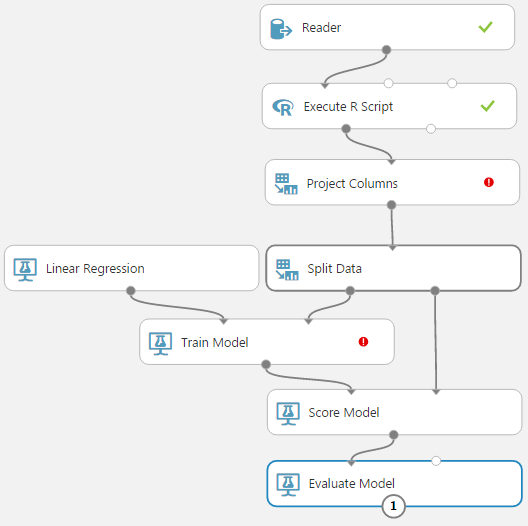 Reader
Execute R Script
Project Columns
Linear Regression
Split Data
Train Model
Score Model
Evaluate Model
1